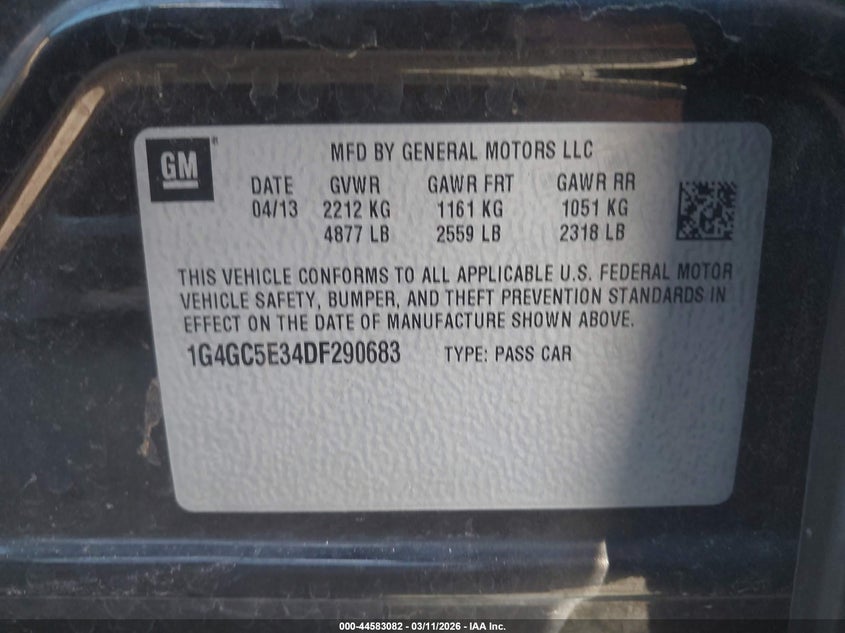 GM
MFD BY GENERAL MOTORS LLC
DATE GVWR GAWR FRT GAWR RR
04/13 2212 KG 1161 KG 1051 KG
4877 LB 2559 LB 2318 LB
THIS VEHICLE CONFORMS TO ALL APPLICABLE U.S. FEDERAL MOTOR
VEHICLE SAFETY, BUMPER, AND THEFT PREVENTION STANDARDS IN
EFFECT ON THE DATE OF MANUFACTURE SHOWN ABOVE.
1G4GC5E34DF290683 TYPE: PASS CAR
000-44583082 - 03/11/2026 - IAA Inc.